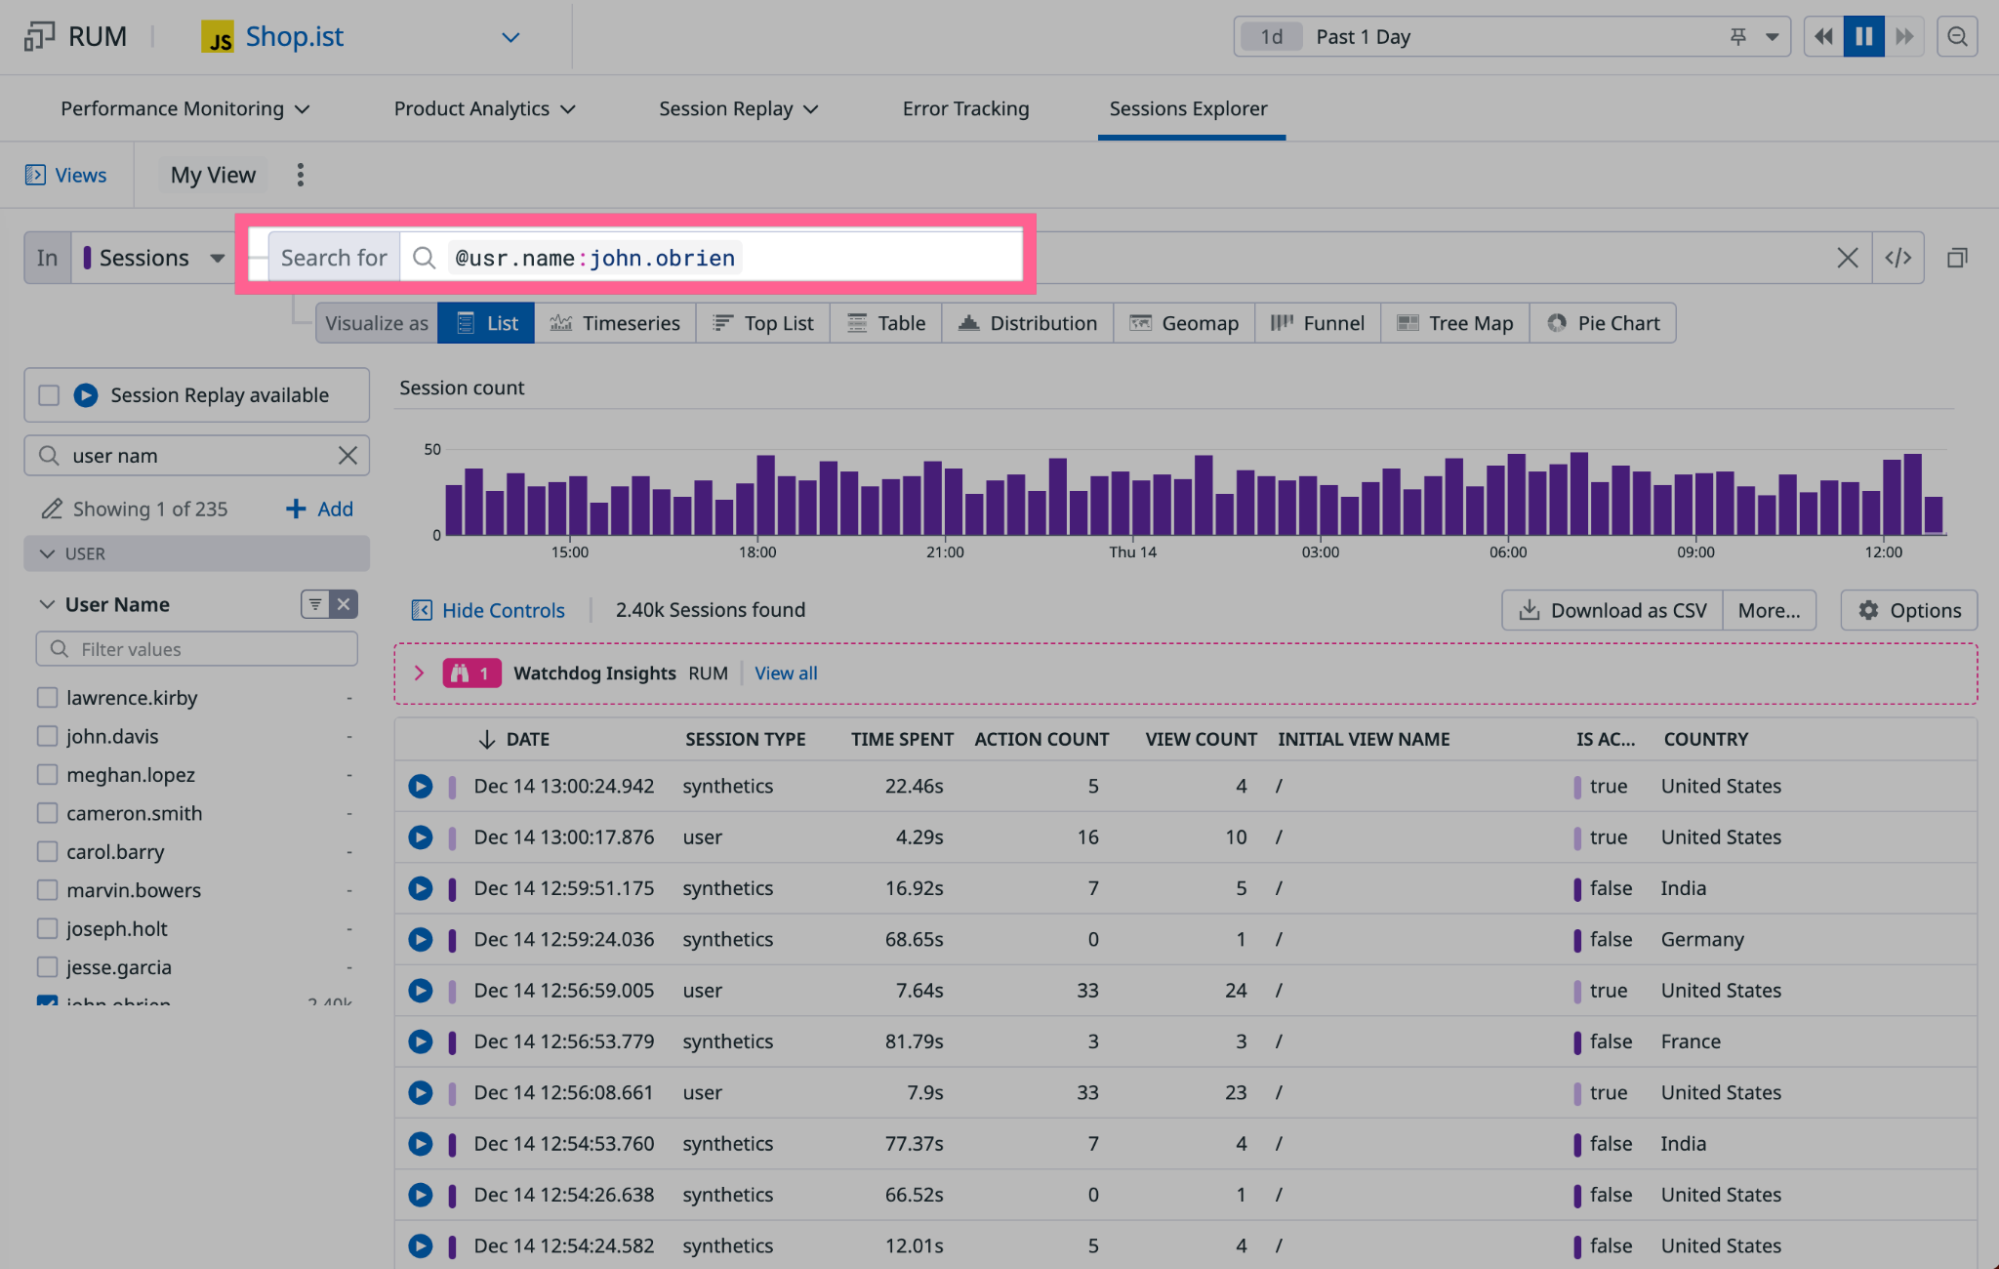 RUM JS Shop.ist 1d Past 1 Day
Performance Monitoring Product Analytics Session Replay Error Tracking Sessions Explorer
Views My View
In Sessions Search for @usr.name:john.obrien </>
Visualize as List Timeseries Top List Table Distribution Geomap Funnel Tree Map Pie Chart
Session Replay available
user nam
Showing 1 of 235 + Add
USER
User Name
Filter values
lawrence.kirby -
john.davis -
meghan.lopez -
cameron.smith -
carol.barry -
marvin.bowers -
joseph.holt -
jesse.garcia -
john.obrien 2.40k
Session count
50
0
15:00 18:00 21:00 Thu 14 03:00 06:00 09:00 12:00
Hide Controls 2.40k Sessions found Download as CSV More... Options
1 Watchdog Insights RUM View all
DATE SESSION TYPE TIME SPENT ACTION COUNT VIEW COUNT INITIAL VIEW NAME IS AC... COUNTRY
Dec 14 13:00:24.942 synthetics 22.46s 5 4 / true United States
Dec 14 13:00:17.876 user 4.29s 16 10 / true United States
Dec 14 12:59:51.175 synthetics 16.92s 7 5 / false India
Dec 14 12:59:24.036 synthetics 68.65s 0 1 / false Germany
Dec 14 12:56:59.005 user 7.64s 33 24 / true United States
Dec 14 12:56:53.779 synthetics 81.79s 3 3 / false France
Dec 14 12:56:08.661 user 7.9s 33 23 / true United States
Dec 14 12:54:53.760 synthetics 77.37s 7 4 / false India
Dec 14 12:54:26.638 synthetics 66.52s 0 1 / false United States
Dec 14 12:54:24.582 synthetics 12.01s 5 4 / false United States